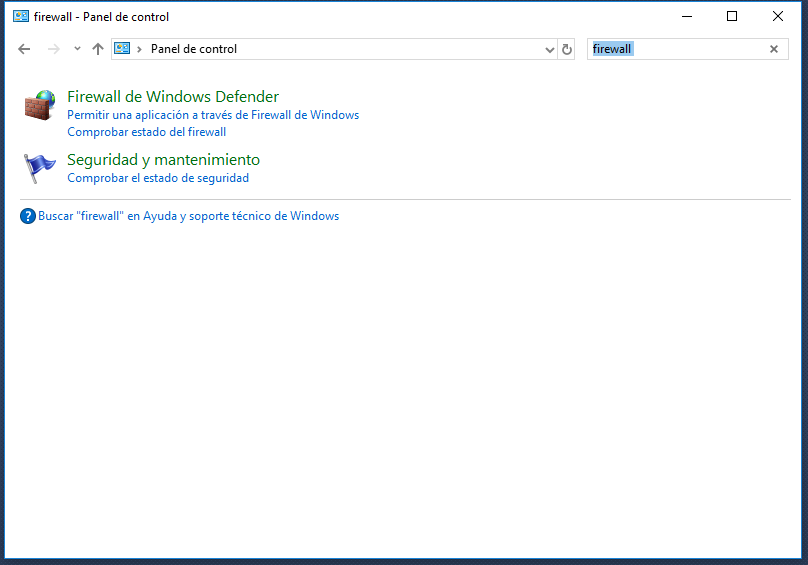 firewall - Panel de control
Panel de control
firewall
Firewall de Windows Defender
Permitir una aplicación a través de Firewall de Windows
Comprobar estado del firewall
Seguridad y mantenimiento
Comprobar el estado de seguridad
Buscar "firewall" en Ayuda y soporte técnico de Windows